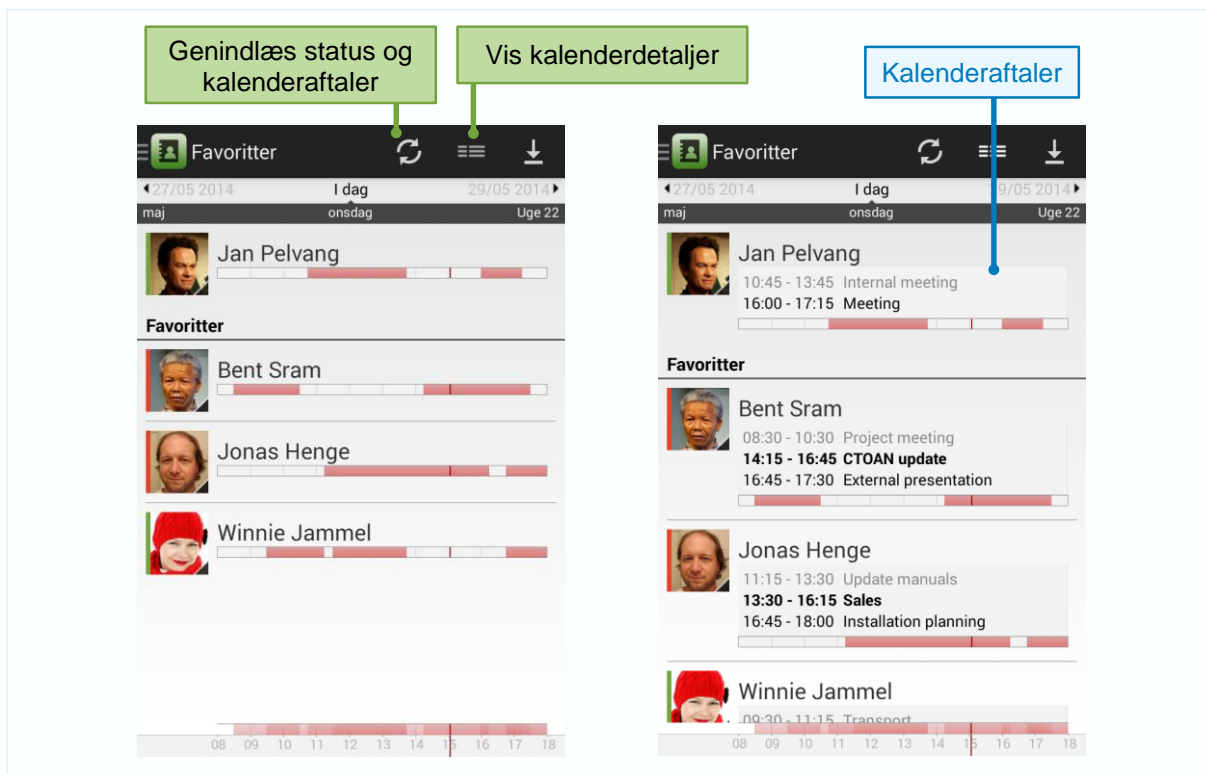 Genindlæs status og
kalenderaftaler
Vis kalenderdetaljer
Kalenderaftaler
Favoritter
27/05 2014 I dag 29/05 2014
maj onsdag Uge 22
Jan Pelvang
Favoritter
Bent Sram
Jonas Henge
Winnie Jammel
08 09 10 11 12 13 14 15 16 17 18
Favoritter
27/05 2014 I dag 29/05 2014
maj onsdag Uge 22
Jan Pelvang
10:45 - 13:45 Internal meeting
16:00 - 17:15 Meeting
Favoritter
Bent Sram
08:30 - 10:30 Project meeting
14:15 - 16:45 CTOAN update
16:45 - 17:30 External presentation
Jonas Henge
11:15 - 13:30 Update manuals
13:30 - 16:15 Sales
16:45 - 18:00 Installation planning
Winnie Jammel
09:30 - 11:15 Transport
08 09 10 11 12 13 14 15 16 17 18